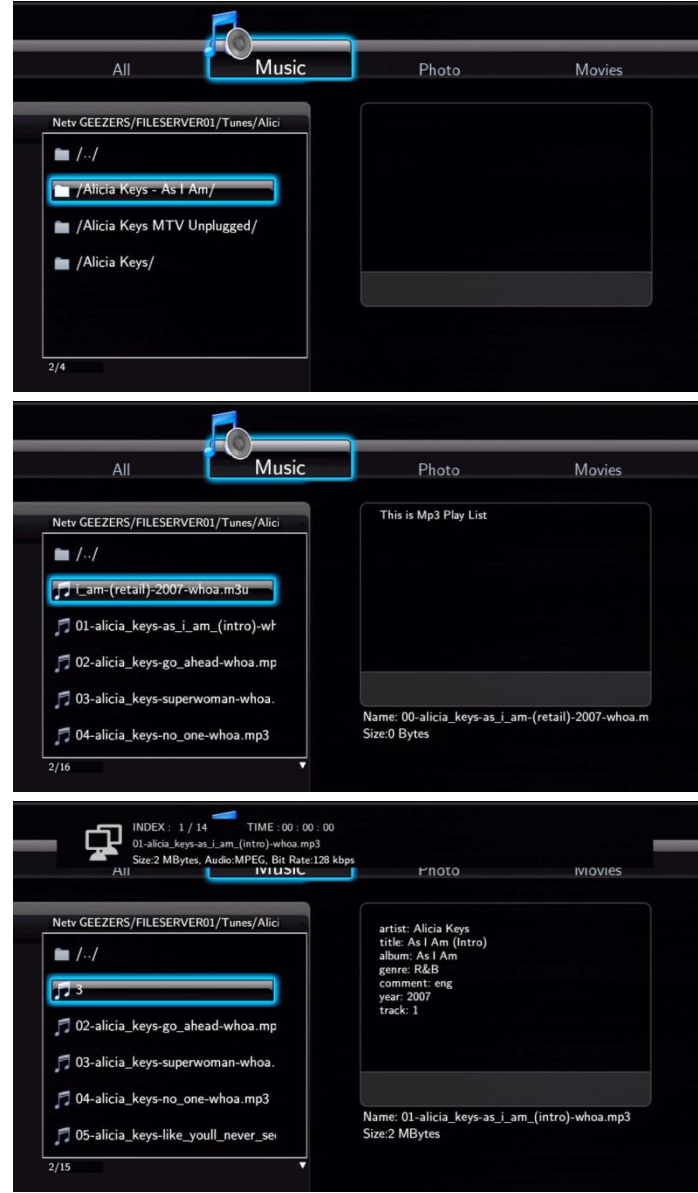 All
Music
Photo
Movies
Netv GEEZERS/FILESERVER01/Tunes/Alici
/../
/Alicia Keys - As I Am/
/Alicia Keys MTV Unplugged/
/Alicia Keys/
2/4
All
Music
Photo
Movies
Netv GEEZERS/FILESERVER01/Tunes/Alici
/../
i_am-(retail)-2007-whoa.m3u
01-alicia_keys-as_i_am_(intro)-wh
02-alicia_keys-go_ahead-whoa.mp
03-alicia_keys-superwoman-whoa.
04-alicia_keys-no_one-whoa.mp3
2/16
This is Mp3 Play List
Name: 00-alicia_keys-as_i_am-(retail)-2007-whoa.m
Size:0 Bytes
INDEX : 1 / 14 TIME : 00 : 00 : 00
01-alicia_keys-as_i_am_(intro)-whoa.mp3
Size:2 MBytes, Audio:MPEG, Bit Rate:128 kbps
All
Music
Photo
Movies
Netv GEEZERS/FILESERVER01/Tunes/Alici
/../
3
02-alicia_keys-go_ahead-whoa.mp
03-alicia_keys-superwoman-whoa.
04-alicia_keys-no_one-whoa.mp3
05-alicia_keys-like_youll_never_se
2/15
artist: Alicia Keys
title: As I Am (Intro)
album: As I Am
genre: R&B
comment: eng
year: 2007
track: 1
Name: 01-alicia_keys-as_i_am_(intro)-whoa.mp3
Size:2 MBytes